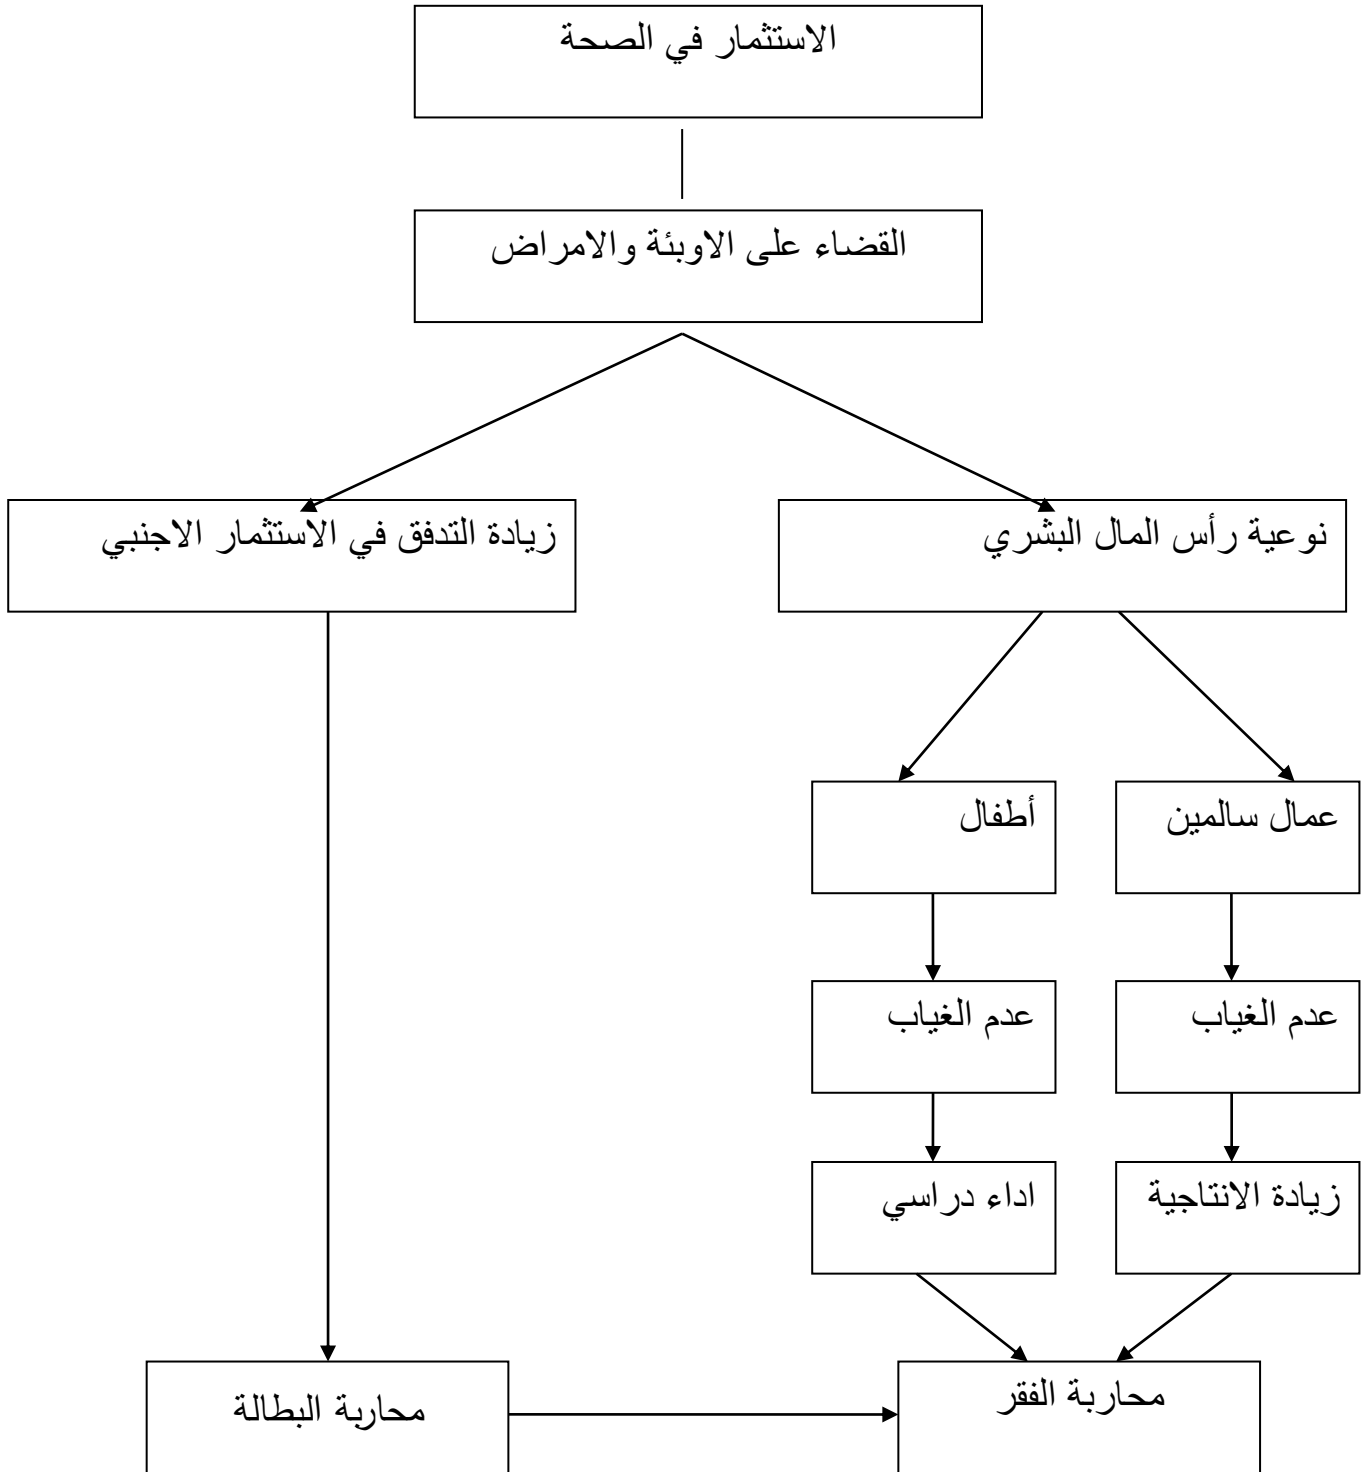 الاستثمار في الصحة
القضاء على الاوبئة والامراض
نوعية رأس المال البشري
زيادة التدفق في الاستثمار الاجنبي
عمال سالمين
أطفال
عدم الغياب
عدم الغياب
زيادة الانتاجية
اداء دراسي
محاربة الفقر
محاربة البطالة